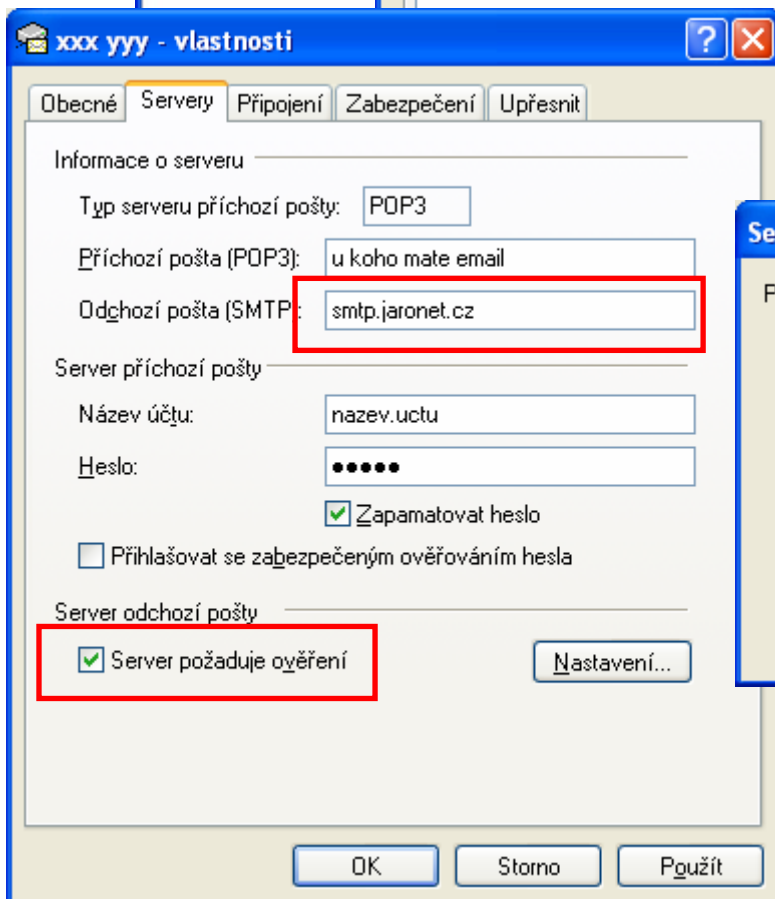 xxx yyy - vlastnosti
Obecné Servery Připojení Zabezpečení Upřesnit
Informace o serveru
Typ serveru příchozí pošty: POP3
Příchozí pošta (POP3): u koho mate email
Odchozí pošta (SMTP): smtp.jaronet.cz
Server příchozí pošty
Název účtu: nazev.uctu
Heslo: ●●●●●
Zapamatovat heslo
Přihlašovat se zabezpečeným ověřováním hesla
Server odchozí pošty
Server požaduje ověření Nastavení...
OK Storno Použít
Se
P